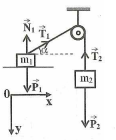 N₁
T₁
α
m₁
T₂
m₂
P₁
0
x
P₂
y